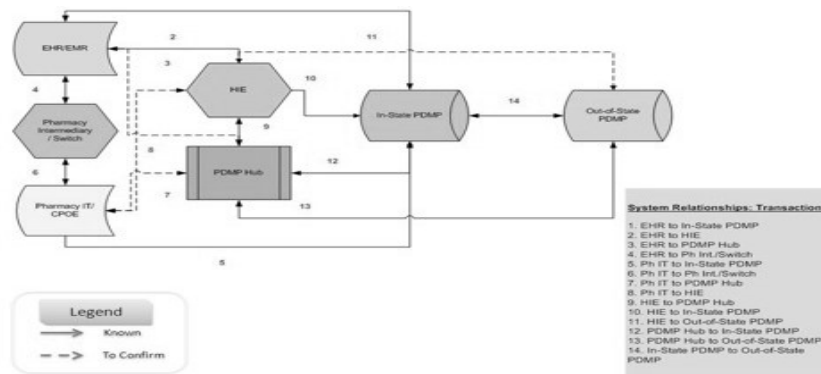 2
11
EHR/EMR
3
10
HIE
4
In-State PDMP
14
Out-of-State
PDMP
Pharmacy
Intermediary
/ Switch
9
8
12
6
PDMP Hub
7
13
Pharmacy IT/
CPOE
5
System Relationships: Transaction
1. EHR to In-State PDMP
2. EHR to HIE
3. EHR to PDMP Hub
4. EHR to Ph Int./Switch
5. Ph IT to In-State PDMP
6. Ph IT to Ph Int./Switch
7. Ph IT to PDMP Hub
8. Ph IT to HIE
9. HIE to PDMP Hub
10. HIE to In-State PDMP
11. HIE to Out-of-State PDMP
12. PDMP Hub to In-State PDMP
13. PDMP Hub to Out-of-State PDMP
14. In-State PDMP to Out-of-State
PDMP
Legend
Known
To Confirm